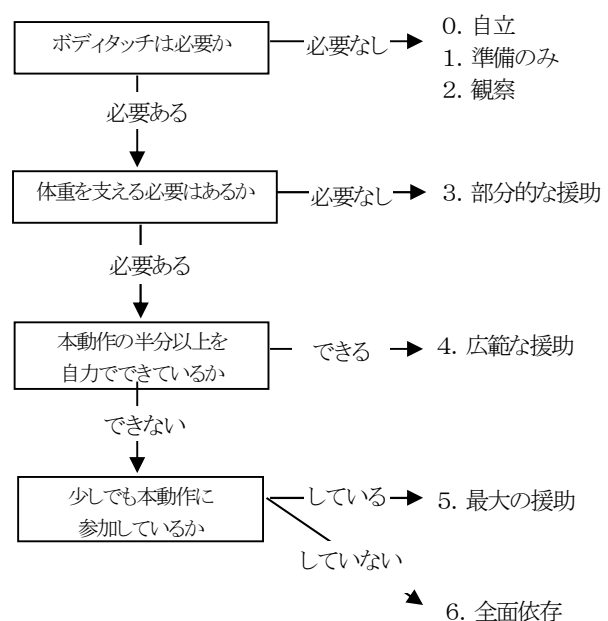 ボディタッチは必要か
必要なし
0. 自立
1. 準備のみ
2. 観察
必要ある
体重を支える必要はあるか
必要なし
3. 部分的な援助
必要ある
本動作の半分以上を
自力でできているか
できる
4. 広範な援助
できない
少しでも本動作に
参加しているか
している
5. 最大の援助
していない
6. 全面依存